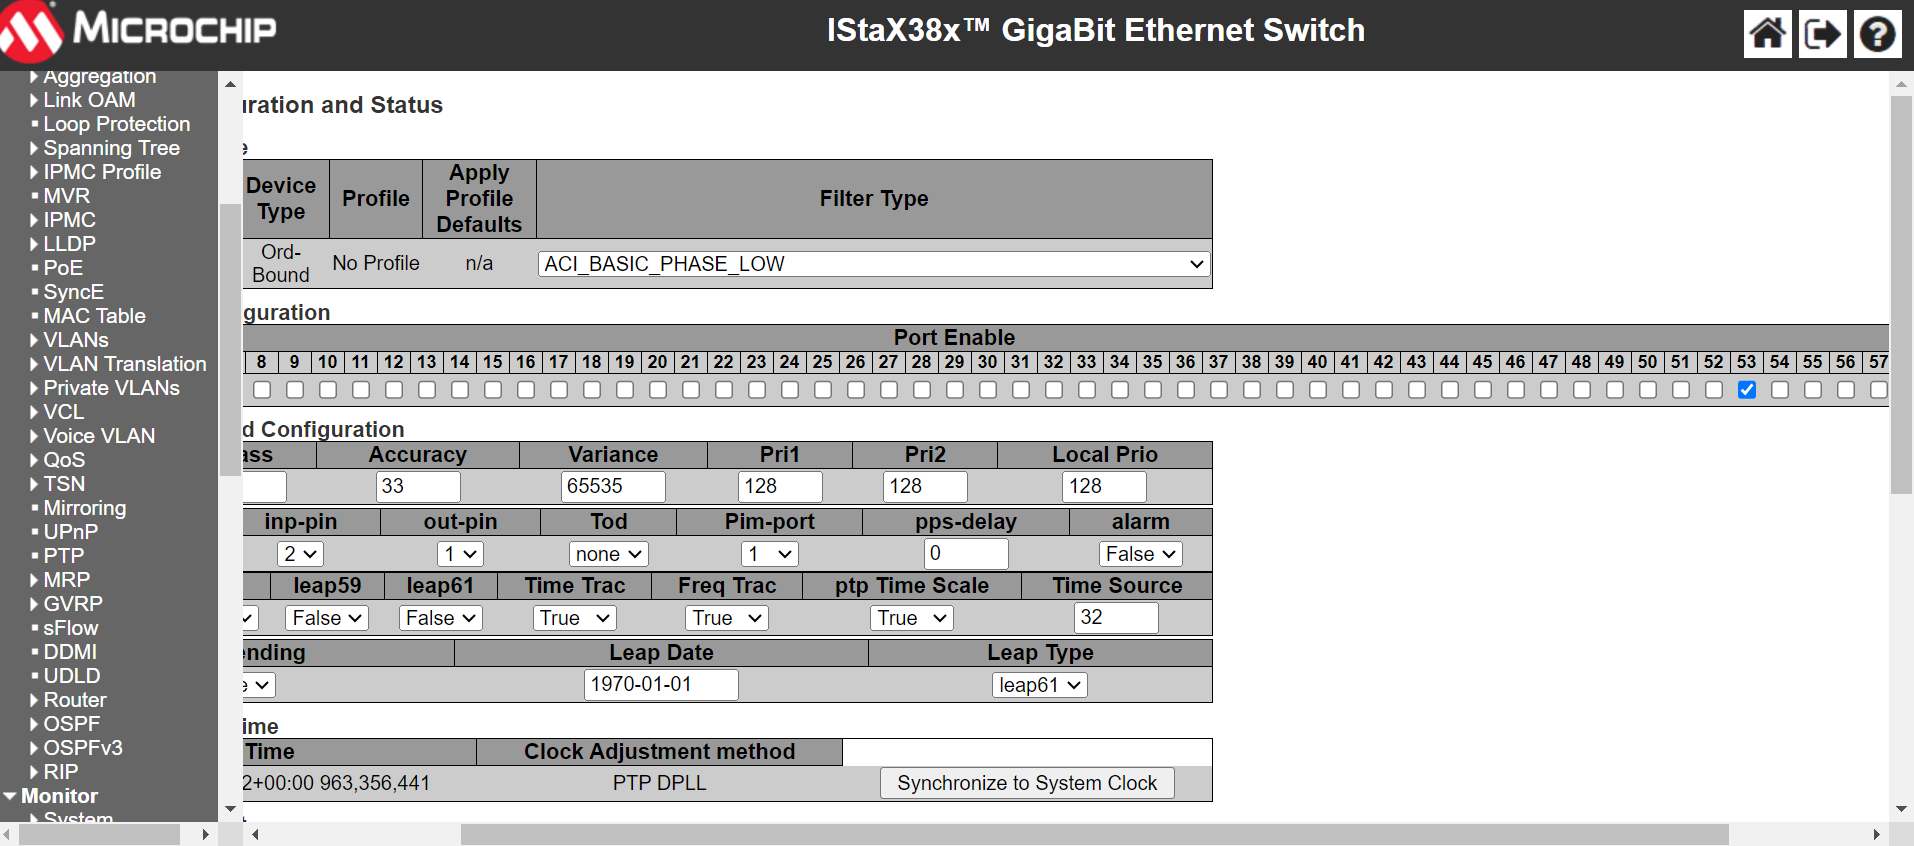 MICROCHIP
IStaX38x™ GigaBit Ethernet Switch
Aggregation
Link OAM
Loop Protection
Spanning Tree
IPMC Profile
MVR
IPMC
LLDP
PoE
SyncE
MAC Table
VLANs
VLAN Translation
Private VLANs
VCL
Voice VLAN
QoS
TSN
Mirroring
UPnP
PTP
MRP
GVRP
sFlow
DDMI
UDLD
Router
OSPF
OSPFv3
RIP
Monitor
System
uration and Status
e
Device Type Profile Apply Profile Defaults Filter Type
Ord-Bound No Profile n/a ACI_BASIC_PHASE_LOW
guration
Port Enable
8 9 10 11 12 13 14 15 16 17 18 19 20 21 22 23 24 25 26 27 28 29 30 31 32 33 34 35 36 37 38 39 40 41 42 43 44 45 46 47 48 49 50 51 52 53 54 55 56 57
d Configuration
ass Accuracy Variance Pri1 Pri2 Local Prio
33 65535 128 128 128
inp-pin out-pin Tod Pim-port pps-delay alarm
2 1 none 1 0 False
leap59 leap61 Time Trac Freq Trac ptp Time Scale Time Source
False False True True True 32
ending Leap Date Leap Type
e 1970-01-01 leap61
ime
Time Clock Adjustment method
2+00:00 963,356,441 PTP DPLL Synchronize to System Clock